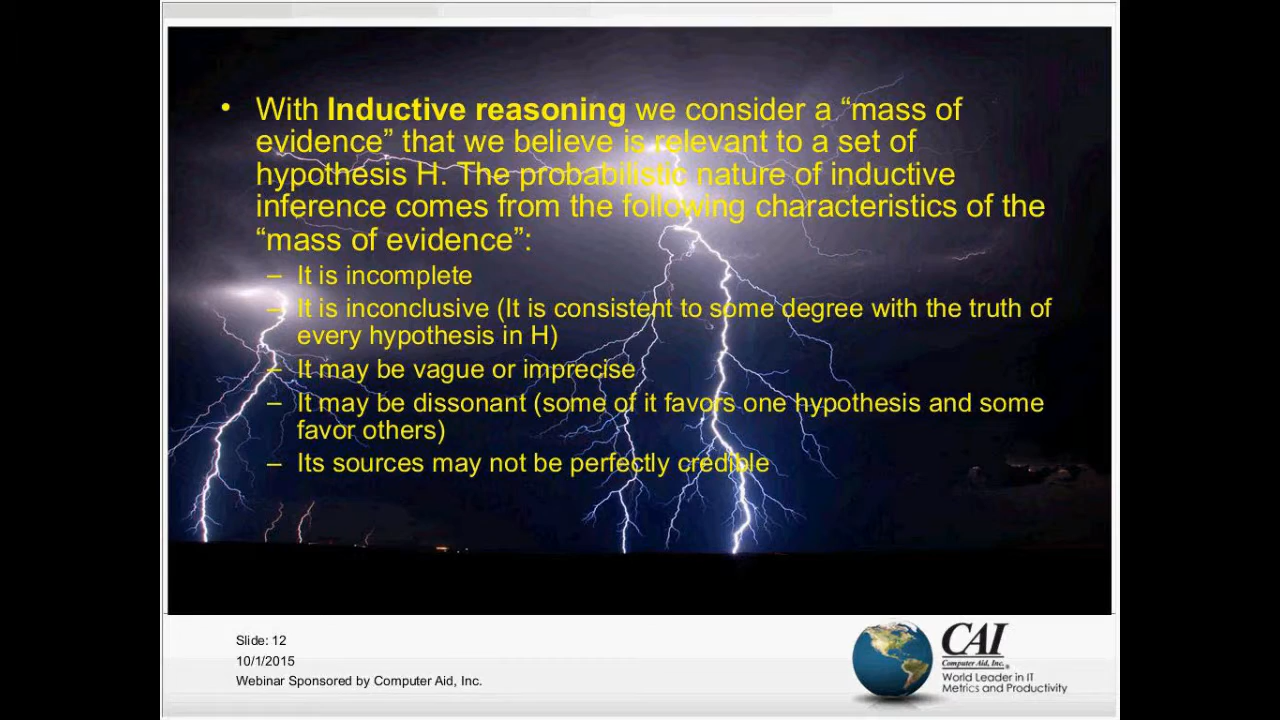 • With Inductive reasoning we consider a “mass of
evidence” that we believe is relevant to a set of
hypothesis H. The probabilistic nature of inductive
inference comes from the following characteristics of the
“mass of evidence”:
– It is incomplete
– It is inconclusive (It is consistent to some degree with the truth of
every hypothesis in H)
– It may be vague or imprecise
– It may be dissonant (some of it favors one hypothesis and some
favor others)
– Its sources may not be perfectly credible
Slide: 12
10/1/2015
Webinar Sponsored by Computer Aid, Inc.
CAI
Computer Aid, Inc.®
World Leader in IT
Metrics and Productivity